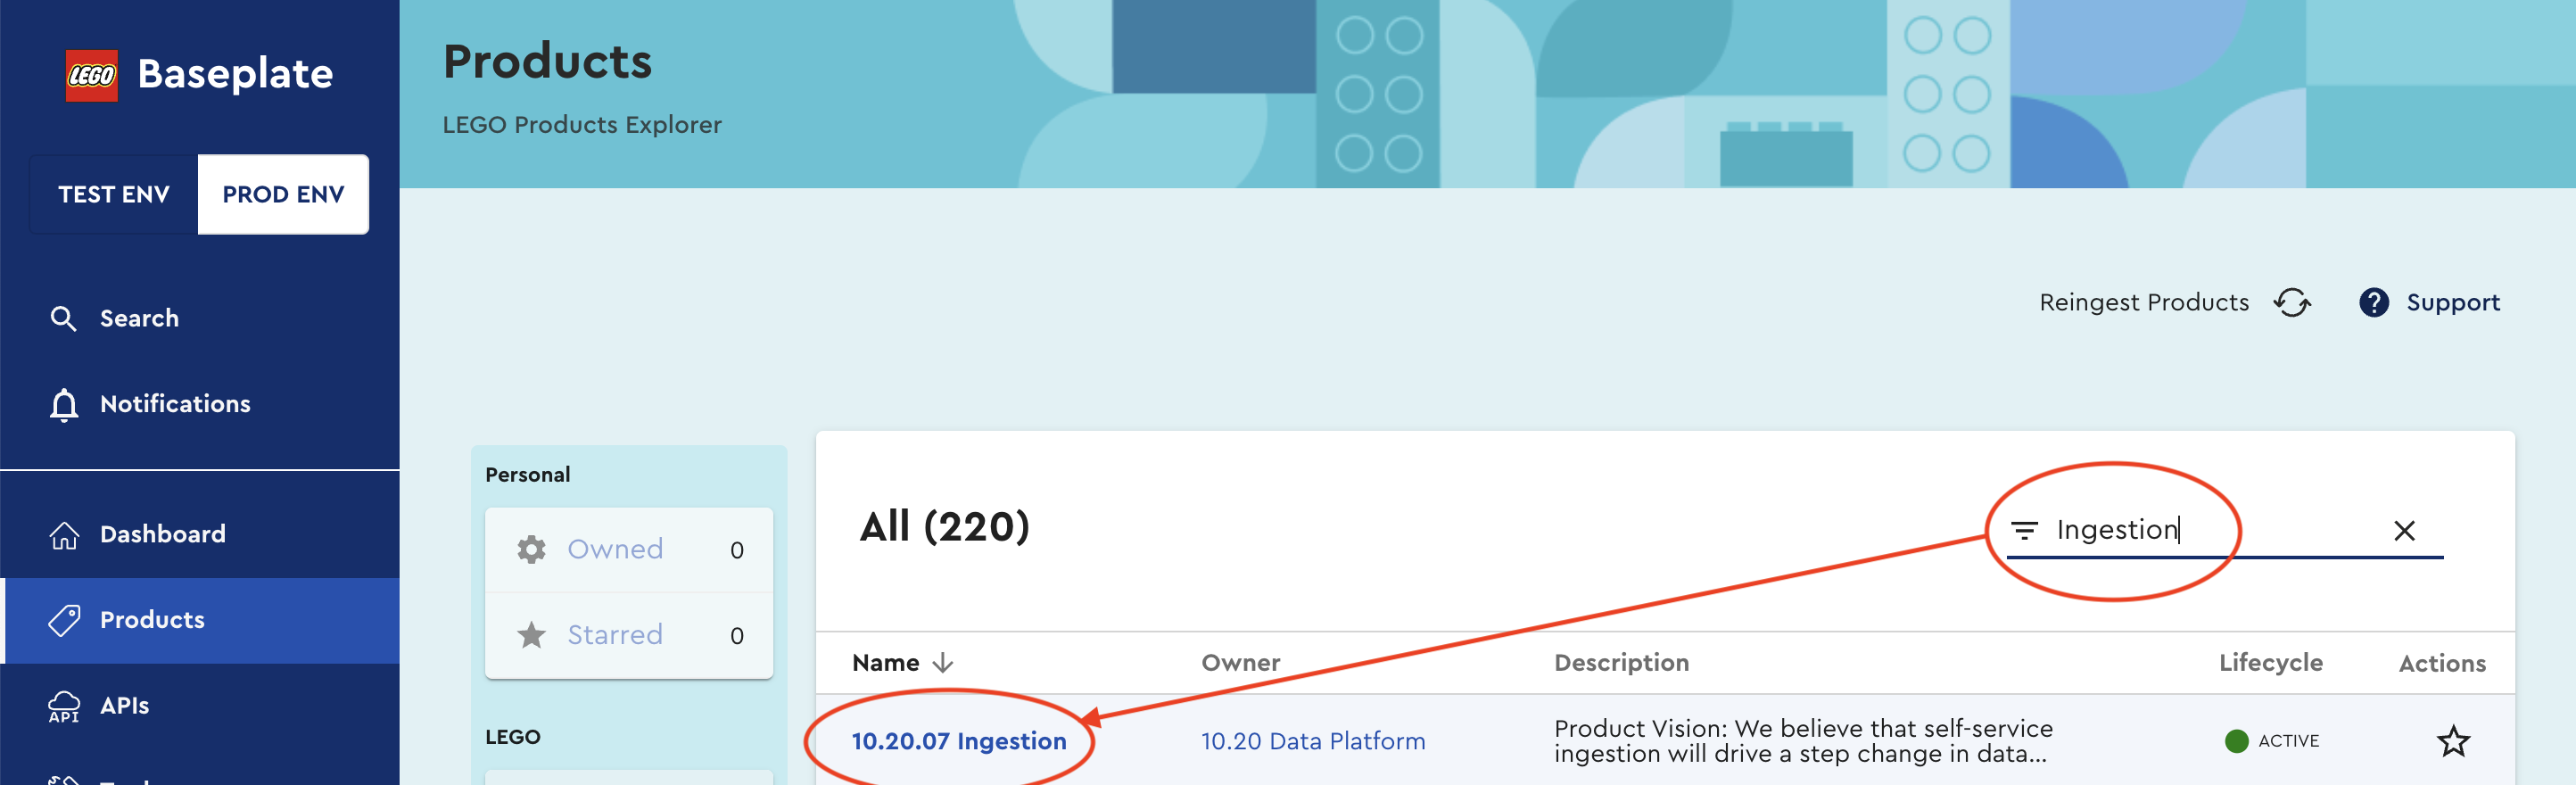 LEGO
Baseplate
TEST ENV
PROD ENV
Search
Notifications
Dashboard
Products
API
APIs
Products
LEGO Products Explorer
Reingest Products
Support
Personal
Owned 0
Starred 0
LEGO
All (220)
Ingestion
Name Owner Description Lifecycle Actions
10.20.07 Ingestion
10.20 Data Platform
Product Vision: We believe that self-service
ingestion will drive a step change in data...
ACTIVE